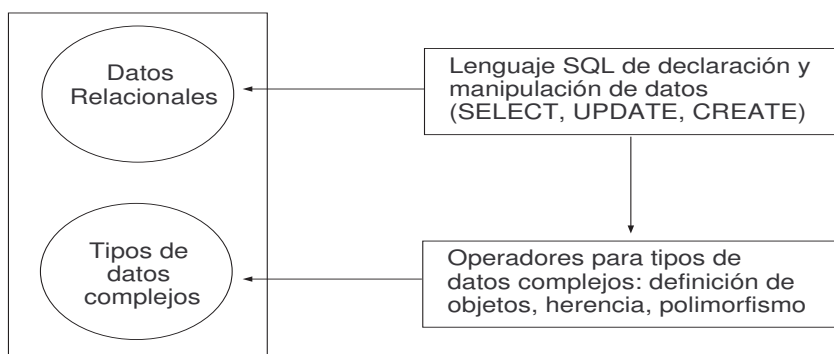 Datos
Relacionales
Lenguaje SQL de declaración y
manipulación de datos
(SELECT, UPDATE, CREATE)
Tipos de
datos
complejos
Operadores para tipos de
datos complejos: definición de
objetos, herencia, polimorfismo